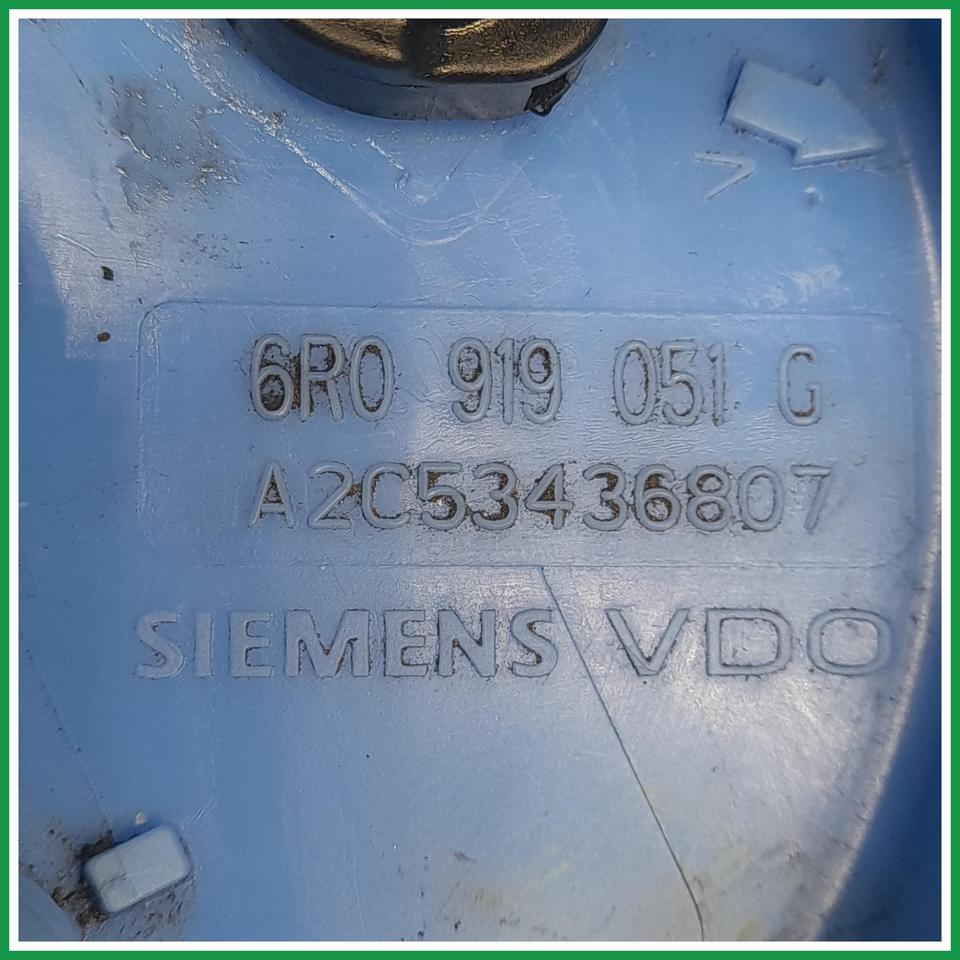 6R0 919 051 G
A2C53436807
SIEMENS VDO